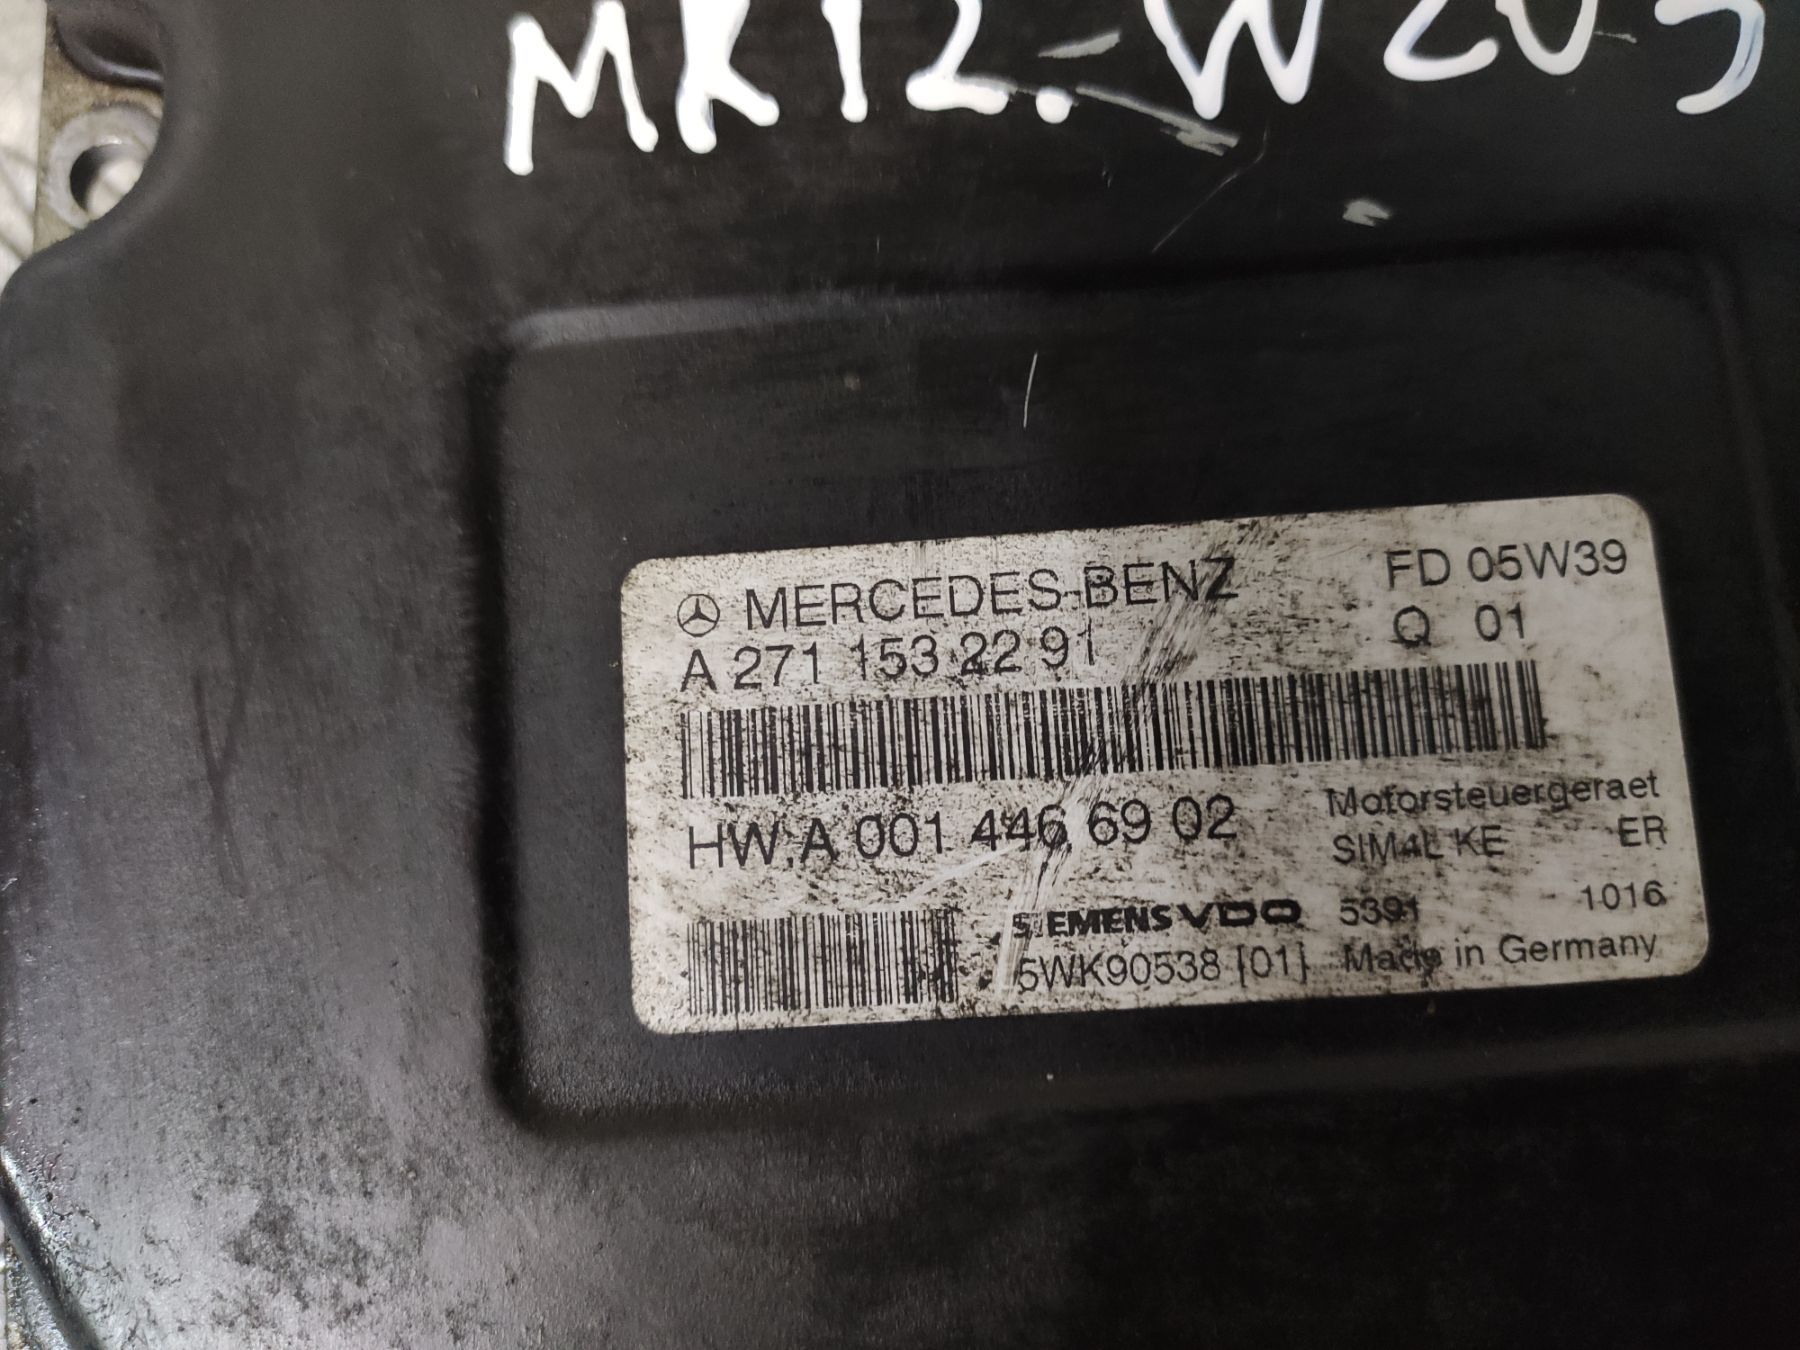 MK12.W203
MERCEDES-BENZ FD 05W39
A 271 153 22 91 Q 01
HW.A 001 446 69 02 Motorsteuergeraet
SIM4L KE ER
SIEMENS VDO 5391 1016
5WK90538 [01] Made in Germany